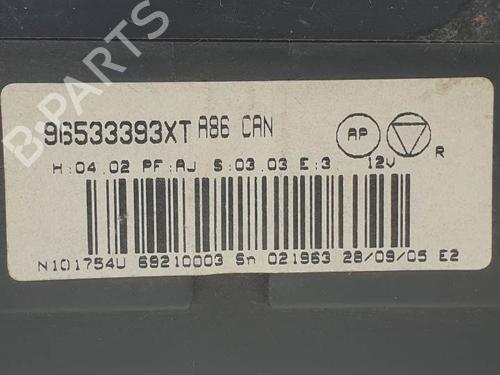 B-PARTS
96533393XT A86 CAN
AP
R
H:04.02 PF:AJ S:03.03 E:3. 12V
N101754U 69210003 Sn 021963 28/09/05 E2